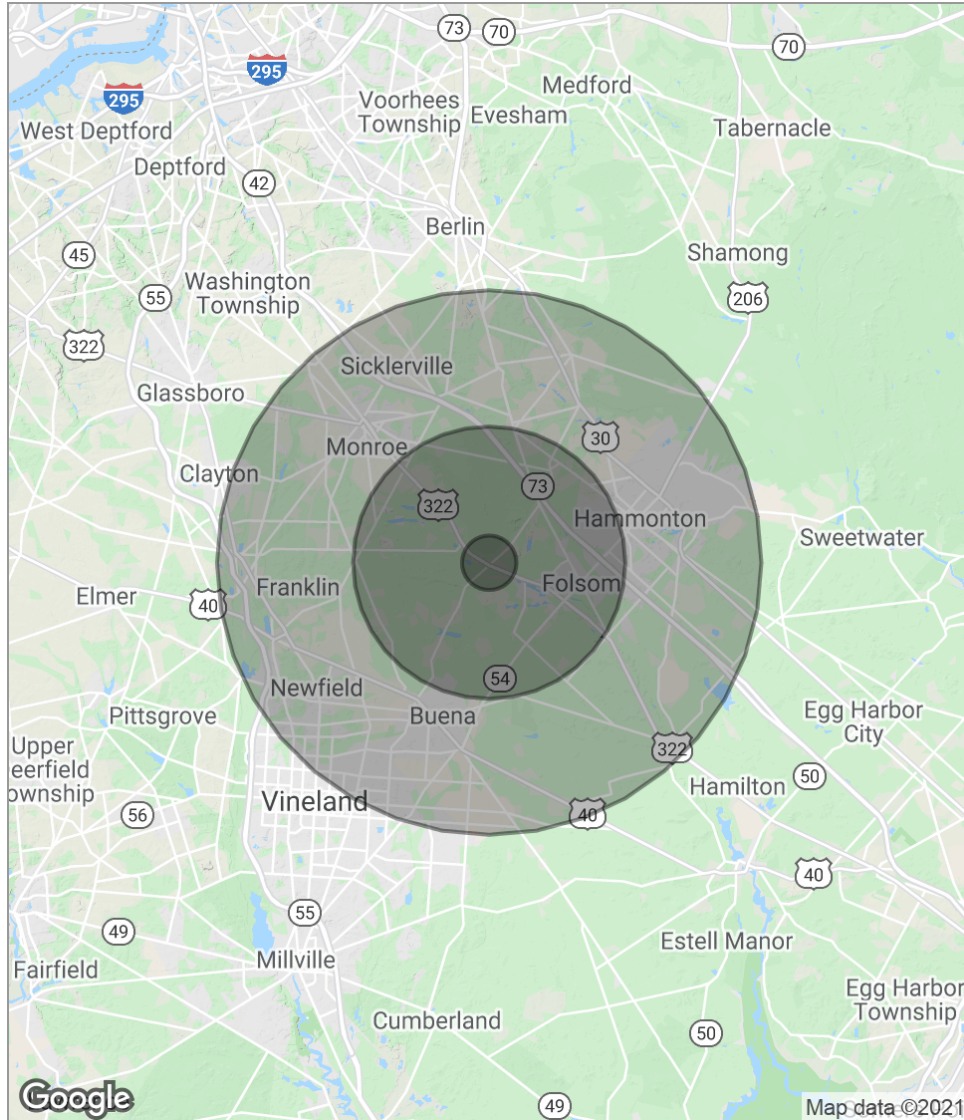 73
70
70
295
295
Medford
Voorhees
Township
Evesham
West Deptford
Tabernacle
Deptford
42
Berlin
45
Shamong
Washington
Township
55
206
322
Sicklerville
Glassboro
30
Monroe
Clayton
73
322
Hammonton
Sweetwater
Folsom
Franklin
Elmer
40
54
Newfield
Buena
Pittsgrove
Egg Harbor
City
Upper
eerfield
ownship
322
50
Hamilton
Vineland
56
40
40
55
49
Estell Manor
Millville
Fairfield
Egg Harbor
Township
Cumberland
50
49
Google
Map data ©2021